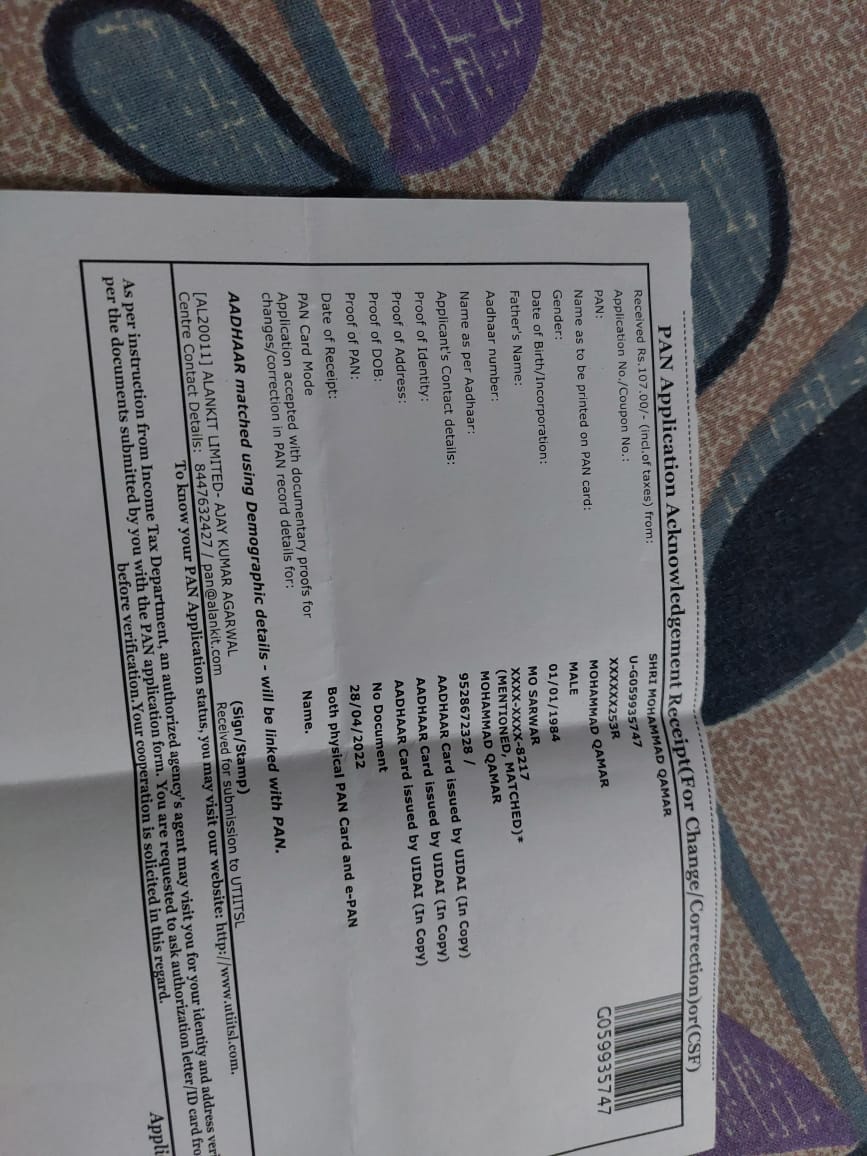 PAN Application Acknowledgement Receipt(For Change/Correction)or(CSF)
Received Rs.107.00/- (incl.of taxes) from: SHRI MOHAMMAD QAMAR
Application No./Coupon No.: U-G059935747
PAN: XXXXXX253R
Name as to be printed on PAN card: MOHAMMAD QAMAR
Gender: MALE
Date of Birth/Incorporation: 01/01/1984
Father's Name: MO SARWAR
Aadhaar number: XXXX-XXXX-8217
(MENTIONED, MATCHED)*
Name as per Aadhaar: MOHAMMAD QAMAR
Applicant's Contact details: 9528672328 /
Proof of Identity: AADHAAR Card issued by UIDAI (In Copy)
Proof of Address: AADHAAR Card issued by UIDAI (In Copy)
Proof of DOB: AADHAAR Card issued by UIDAI (In Copy)
Proof of PAN: No Document
Date of Receipt: 28/04/2022
PAN Card Mode Both physical PAN Card and e-PAN
Application accepted with documentary proofs for
changes/correction in PAN record details for: Name.
G059935747
AADHAAR matched using Demographic details - will be linked with PAN.
[AL20011] ALANKIT LIMITED- AJAY KUMAR AGARWAL (Sign/Stamp)
Centre Contact Details: 8447632427 / pan@alankit.com Received for submission to UTIITSL
To know your PAN Application status, you may visit our website: http://www.utiitsl.com.
As per instruction from Income Tax Department, an authorized agency's agent may visit you for your identity and address veri
per the documents submitted by you with the PAN application form. You are requested to ask authorization letter/ID card fro
before verification.Your cooperation is solicited in this regard.
Appli